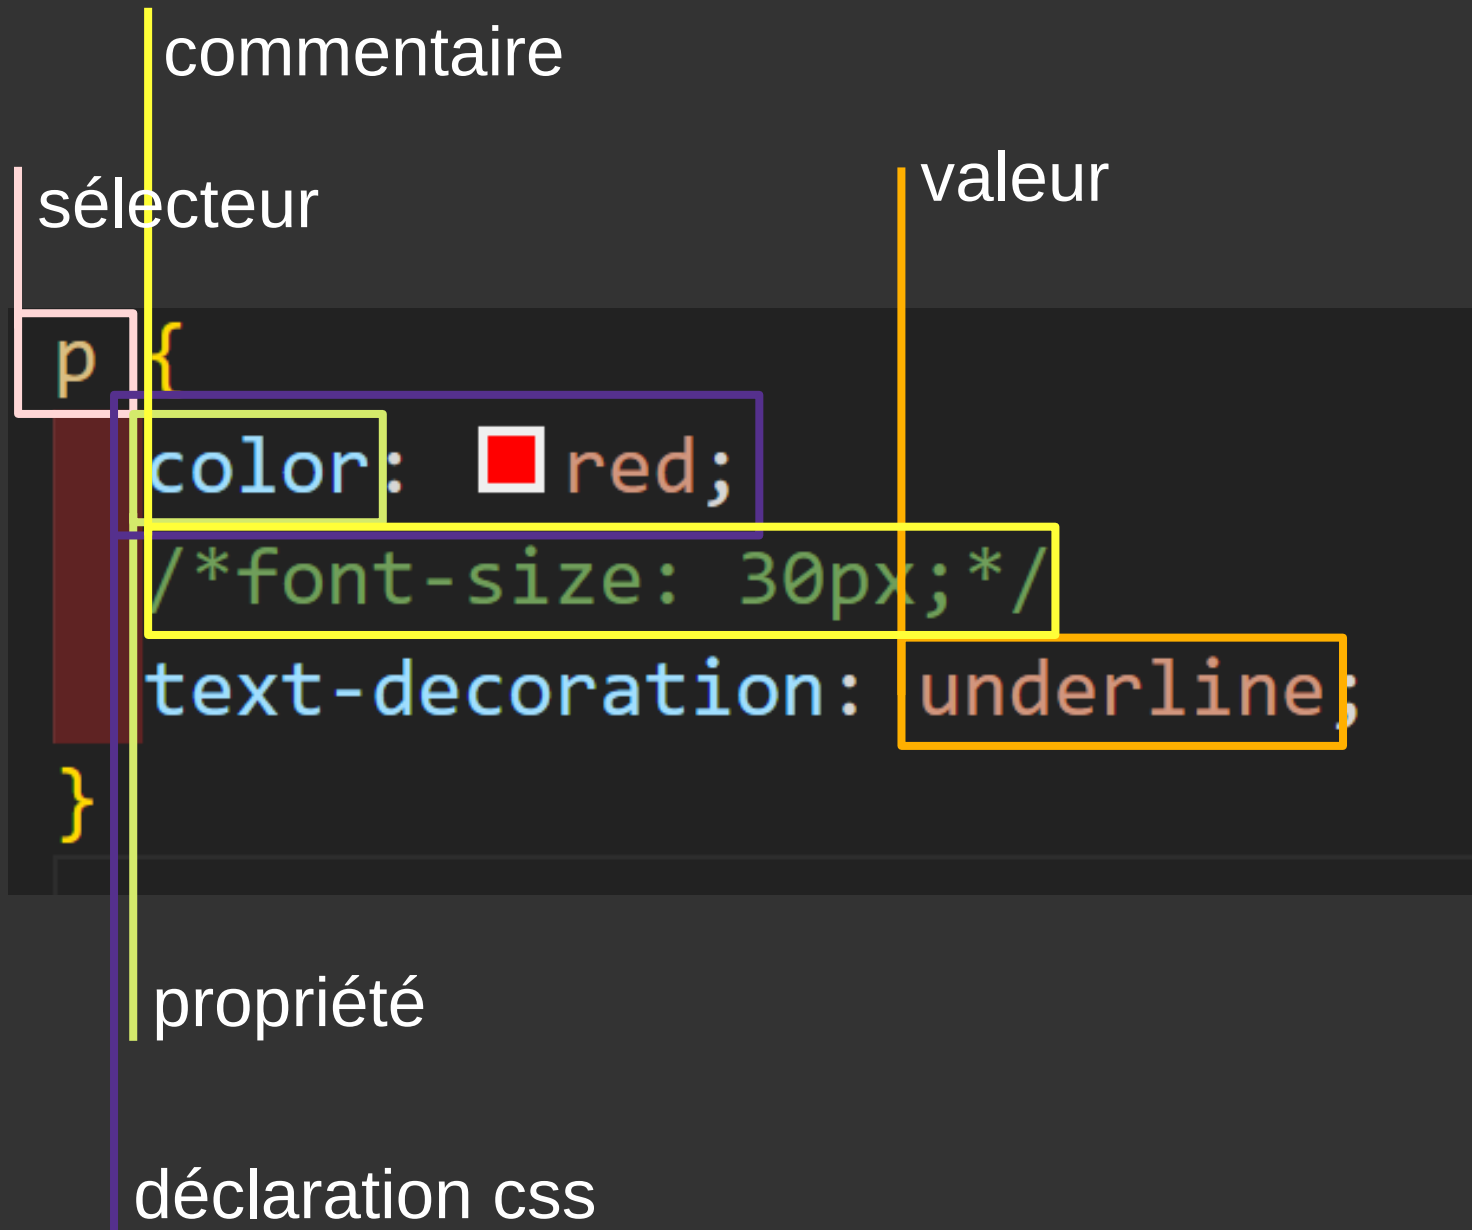 commentaire
valeur
sélecteur
p {
color: red;
/*font-size: 30px;*/
text-decoration: underline;
}
propriété
déclaration css